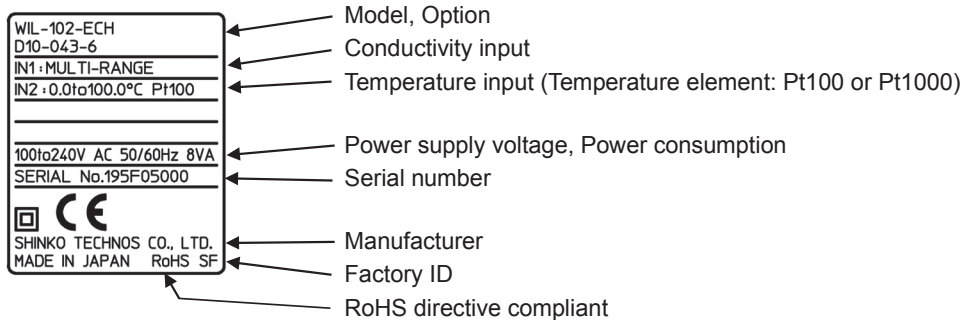 WIL-102-ECH
D10-043-6
IN1:MULTI-RANGE
IN2:0.0to100.0°C Pt100
100to240V AC 50/60Hz 8VA
SERIAL No.195F05000
CE
SHINKO TECHNOS CO., LTD.
MADE IN JAPAN RoHS SF
Model, Option
Conductivity input
Temperature input (Temperature element: Pt100 or Pt1000)
Power supply voltage, Power consumption
Serial number
Manufacturer
Factory ID
RoHS directive compliant